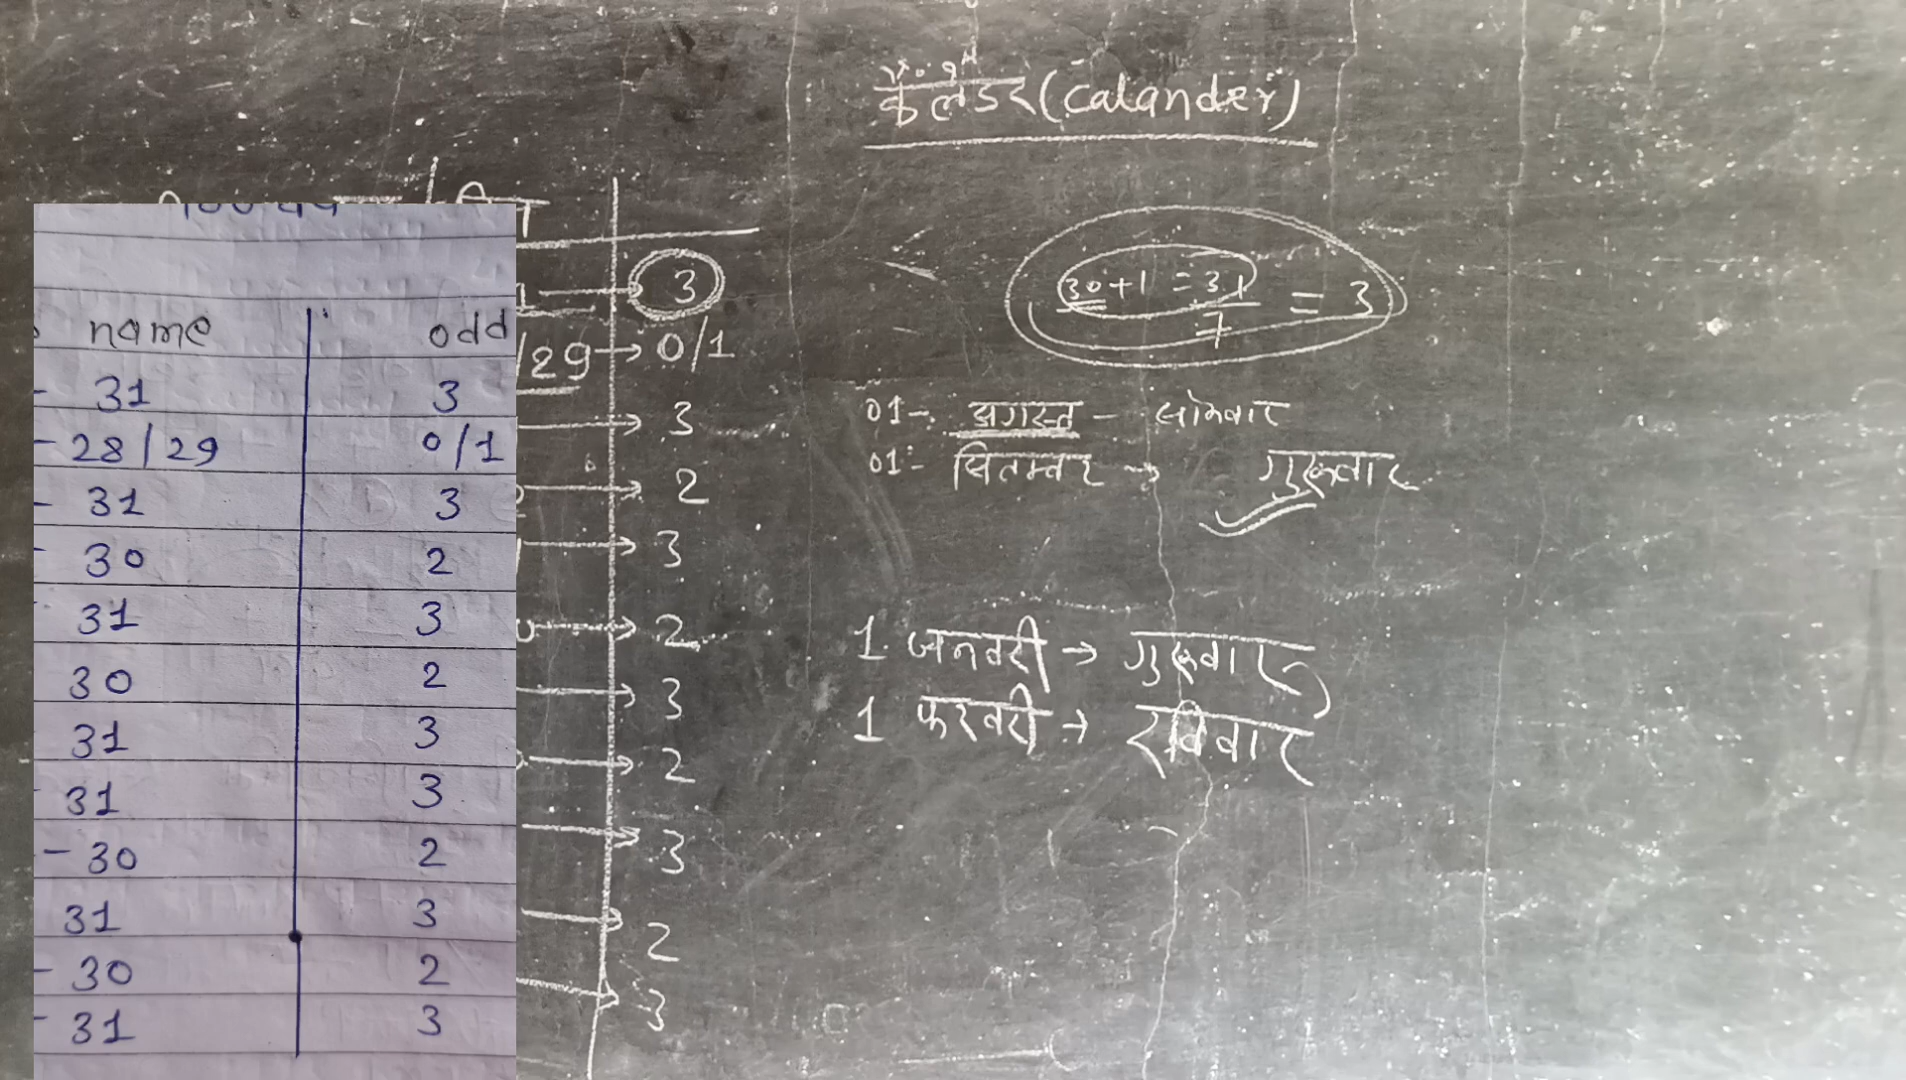 कैलेंडर (Calander)
name odd
31 3
28/29 0/1
31 3
30 2
31 3
30 2
31 3
31 3
30 2
31 3
30 2
31 3
1 → 3
/29 → 0/1
→ 3
→ 2
→ 3
0 → 2
→ 3
→ 2
→ 3
→ 2
→ 3
30+1 = 31/7 = 3
01- अगस्त - सोमवार
01- सितम्बर → गुरूवार
1 जनवरी → गुरूवार
1 फरवरी → रविवार